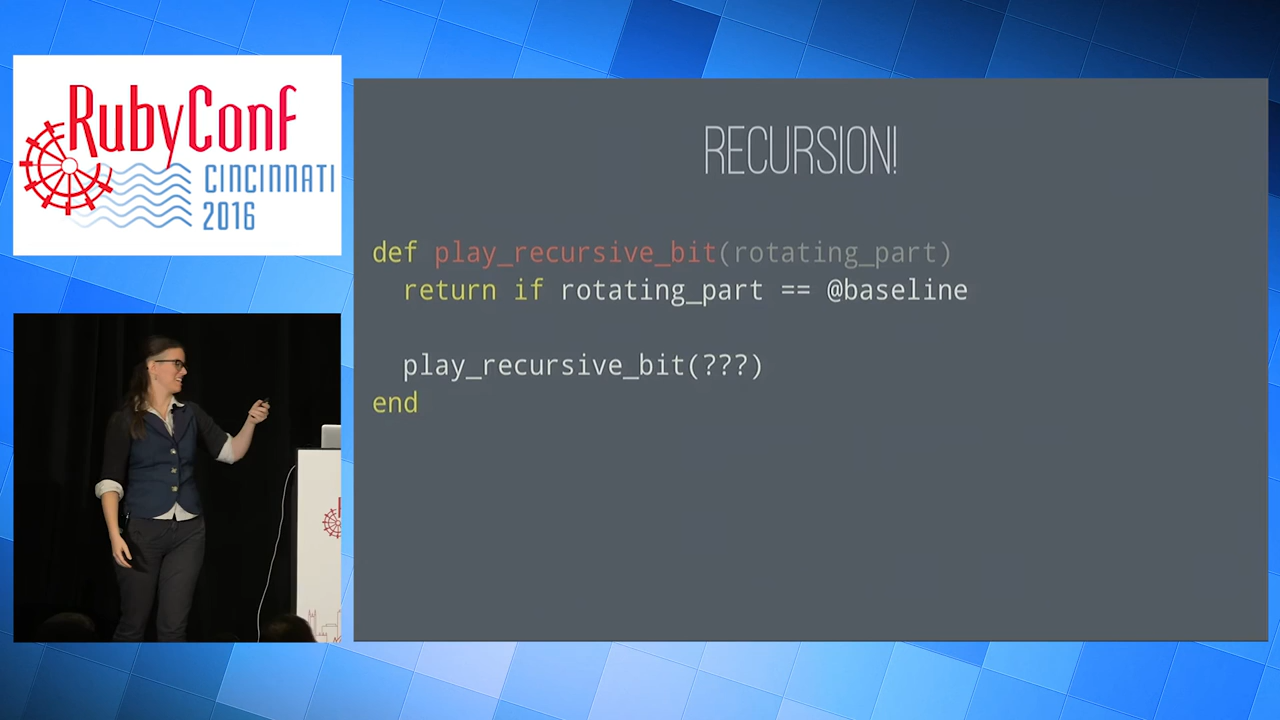 RubyConf
CINCINNATI
2016
RECURSION!
def play_recursive_bit(rotating_part)
return if rotating_part == @baseline
play_recursive_bit(???)
end